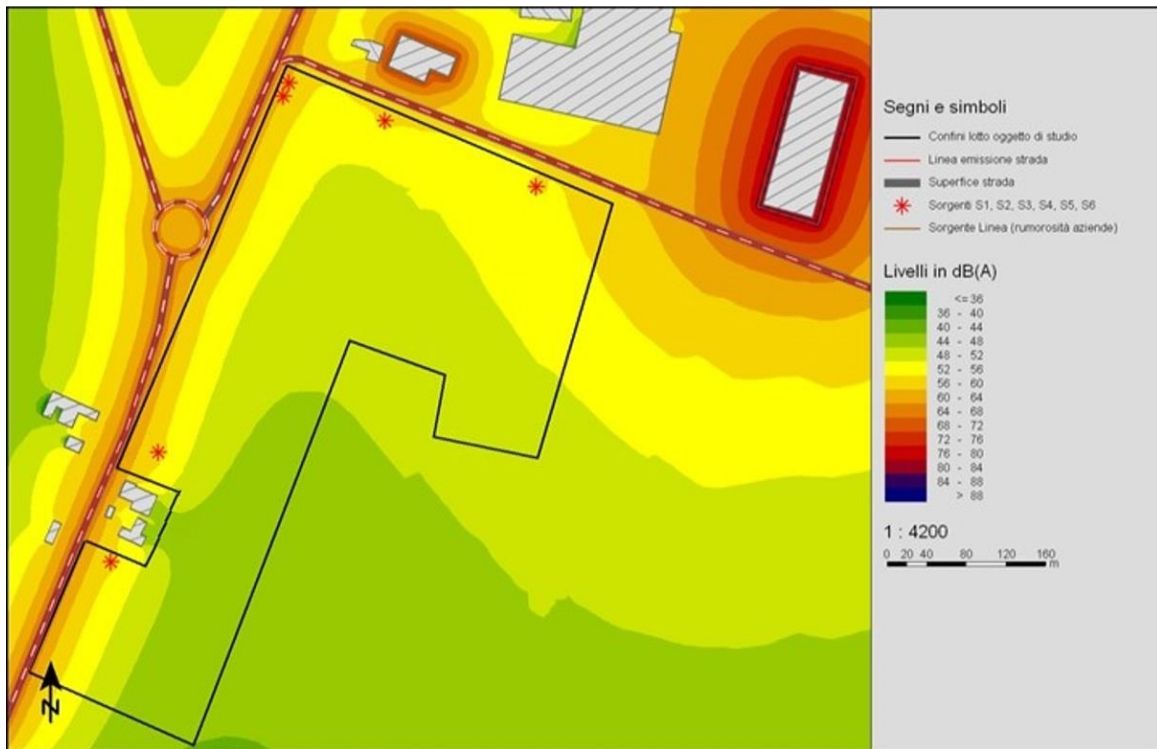 Segni e simboli
Confini lotto oggetto di studio
Linea emissione strada
Superfice strada
Sorgenti S1, S2, S3, S4, S5, S6
Sorgente Linea (rumorosità aziende)
Livelli in dB(A)
<= 36
36 - 40
40 - 44
44 - 48
48 - 52
52 - 56
56 - 60
60 - 64
64 - 68
68 - 72
72 - 76
76 - 80
80 - 84
84 - 88
> 88
1 : 4200
0 20 40 80 120 160
m
N